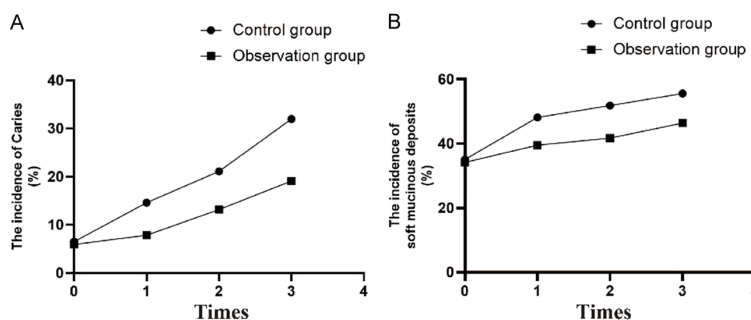 A
Control group
Observation group
The incidence of Caries
(%)
40
30
20
10
0
0 1 2 3 4
Times
B
Control group
Observation group
The incidence of
soft mucinous deposits
(%)
60
40
20
0
0 1 2 3
Times